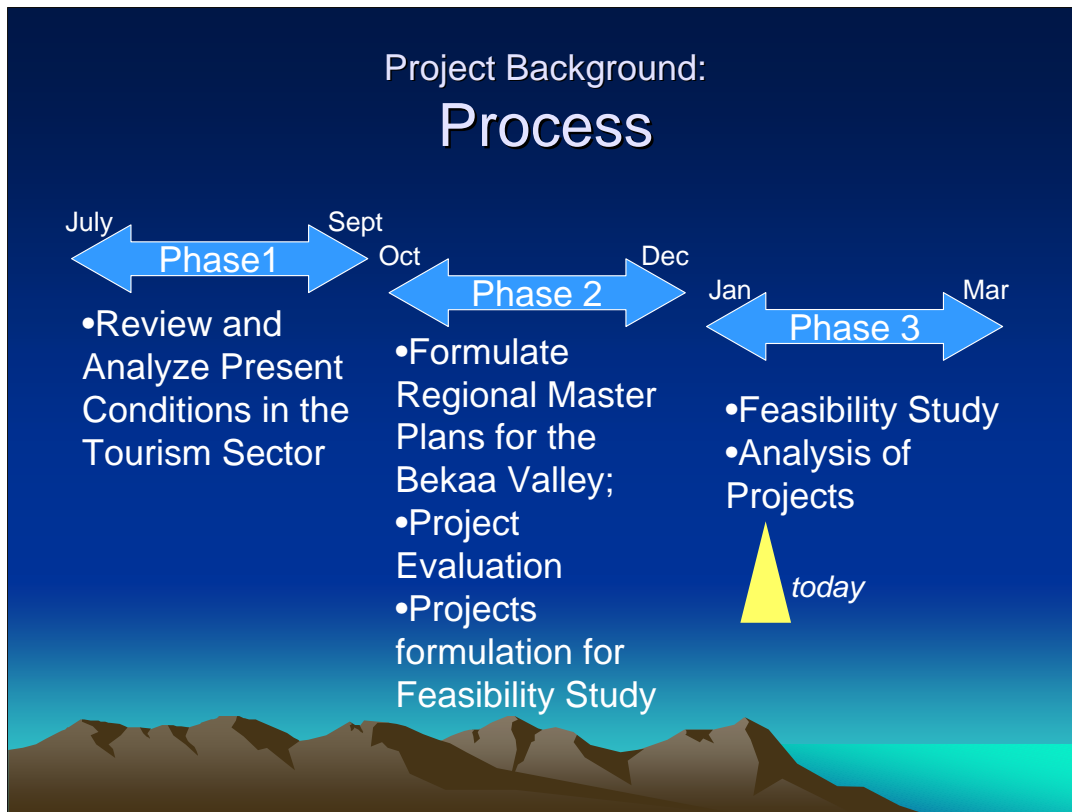 Project Background:
Process
July
Sept
Phase1
•Review and
Analyze Present
Conditions in the
Tourism Sector
Oct
Dec
Phase 2
•Formulate
Regional Master
Plans for the
Bekaa Valley;
•Project
Evaluation
•Projects
formulation for
Feasibility Study
Jan
Mar
Phase 3
•Feasibility Study
•Analysis of
Projects
today